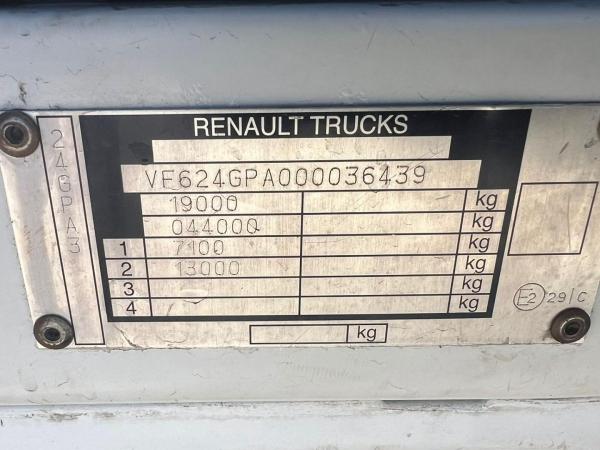 RENAULT TRUCKS
24GPA3
VF624GPA000036439
19000 kg
044000 kg
1 7100 kg
2 13000 kg
3 kg
4 kg
kg
E2 29/C